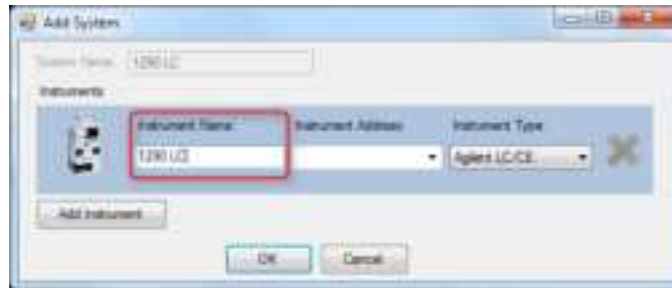 Add System
System Name: 1290 LC
Instruments
Instrument Name Instrument Address Instrument Type
1290 LC Agilent LC/CE
Add Instrument
OK Cancel